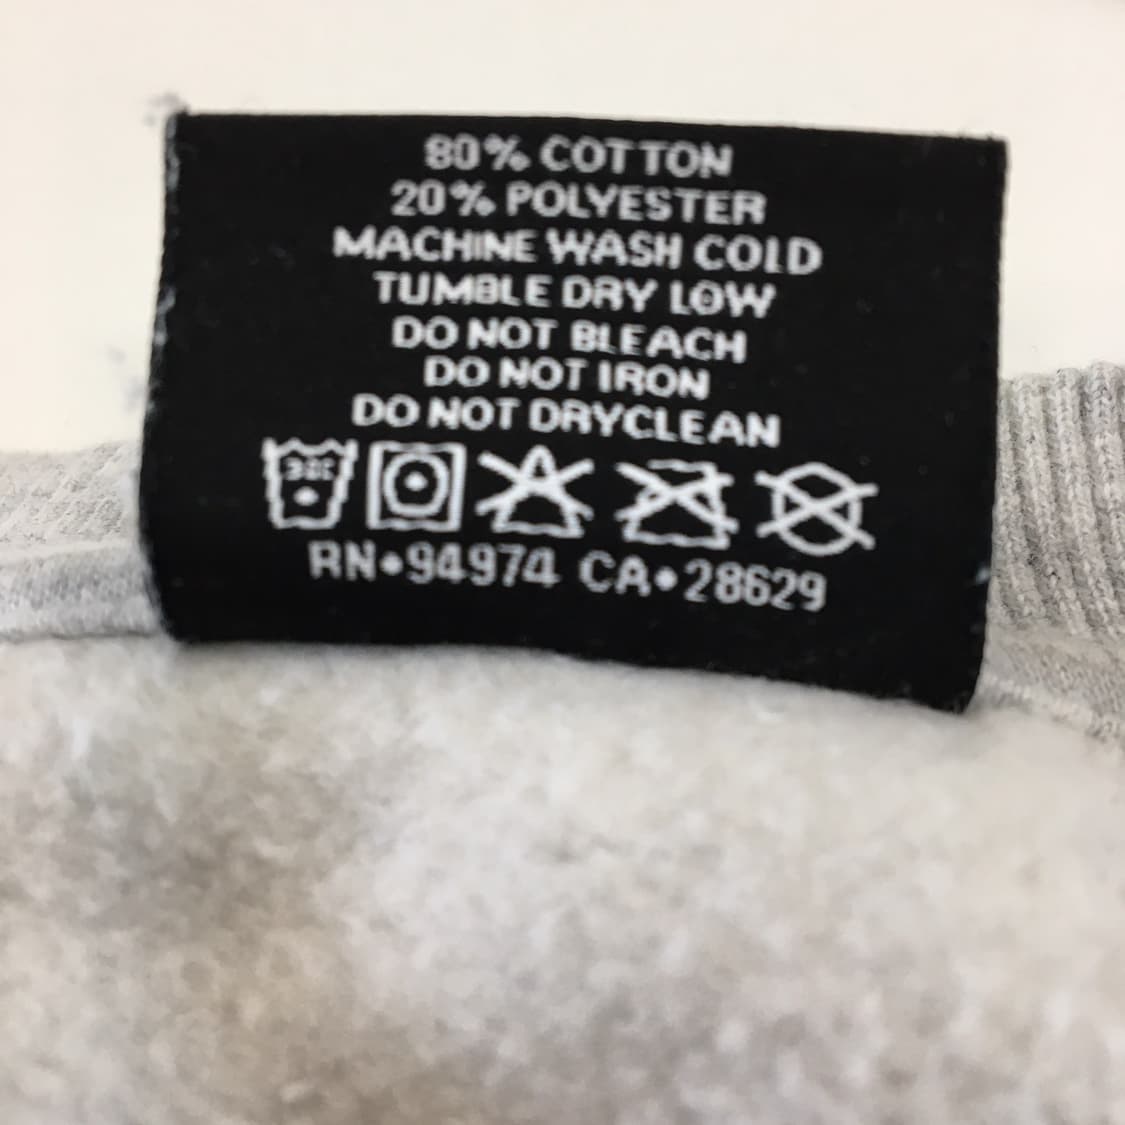 80% COTTON
20% POLYESTER
MACHINE WASH COLD
TUMBLE DRY LOW
DO NOT BLEACH
DO NOT IRON
DO NOT DRYCLEAN
RN•94974 CA•28629